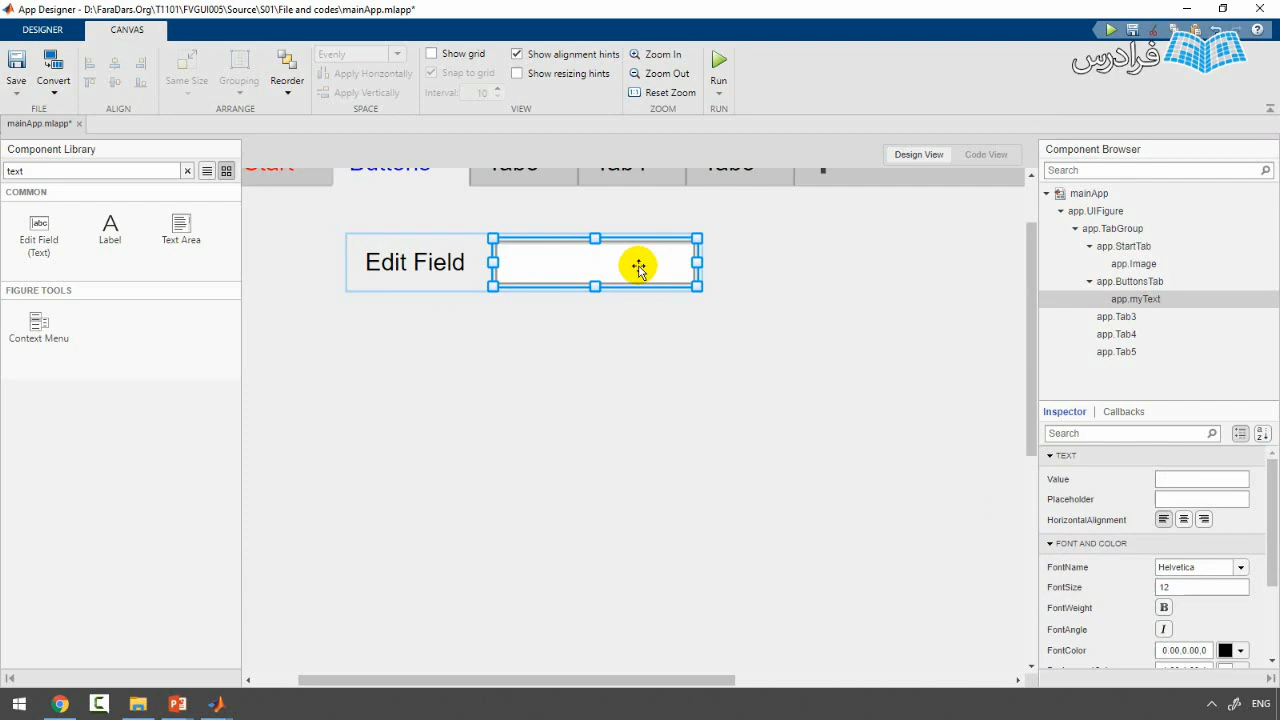 App Designer - D:\FaraDars.Org\T1101\FVGUI005\Source\S01\File and codes\mainApp.mlapp*
DESIGNER CANVAS
فرادرس
Save Convert
Same Size Grouping Reorder
Evenly
Apply Horizontally
Apply Vertically
Show grid
Snap to grid
Interval: 10
Show alignment hints
Show resizing hints
Zoom In
Zoom Out
Reset Zoom
Run
FILE ALIGN ARRANGE SPACE VIEW ZOOM RUN
mainApp.mlapp*
Component Library
text
COMMON
Edit Field
(Text)
Label
Text Area
FIGURE TOOLS
Context Menu
Design View Code View
Start Buttons
Edit Field
Component Browser
Search
mainApp
app.UIFigure
app.TabGroup
app.StartTab
app.Image
app.ButtonsTab
app.myText
app.Tab3
app.Tab4
app.Tab5
Inspector Callbacks
Search
TEXT
Value
Placeholder
HorizontalAlignment
FONT AND COLOR
FontName Helvetica
FontSize 12
FontWeight B
FontAngle I
FontColor 0.00,0.00,0
ENG